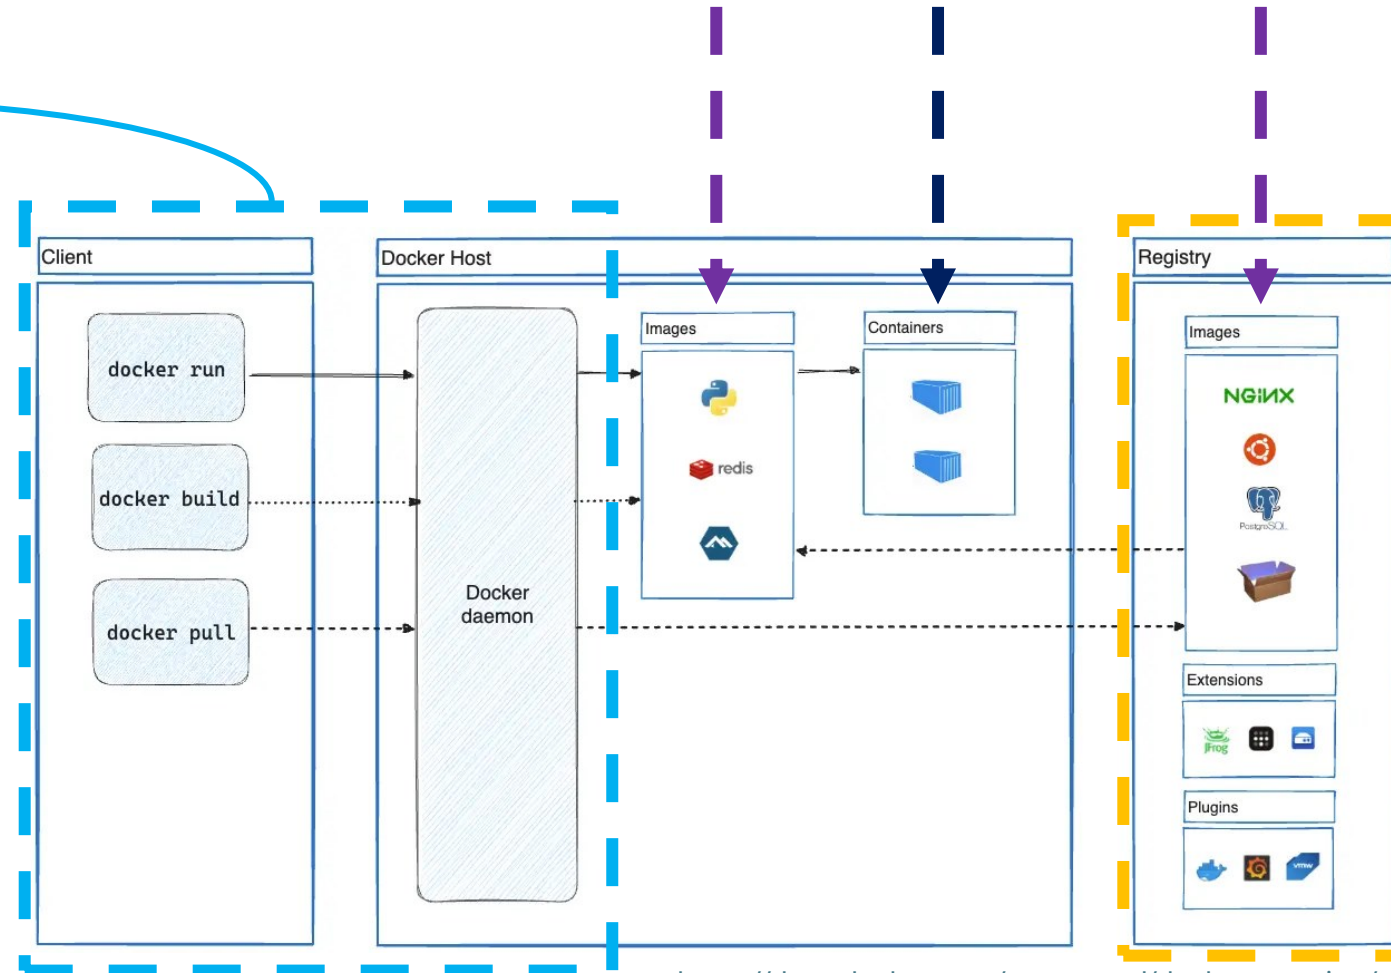 Client
docker run
docker build
docker pull
Docker Host
Docker
daemon
Images
redis
Containers
Registry
Images
NGINX
PostgreSQL
Extensions
JFrog
Plugins
vmw